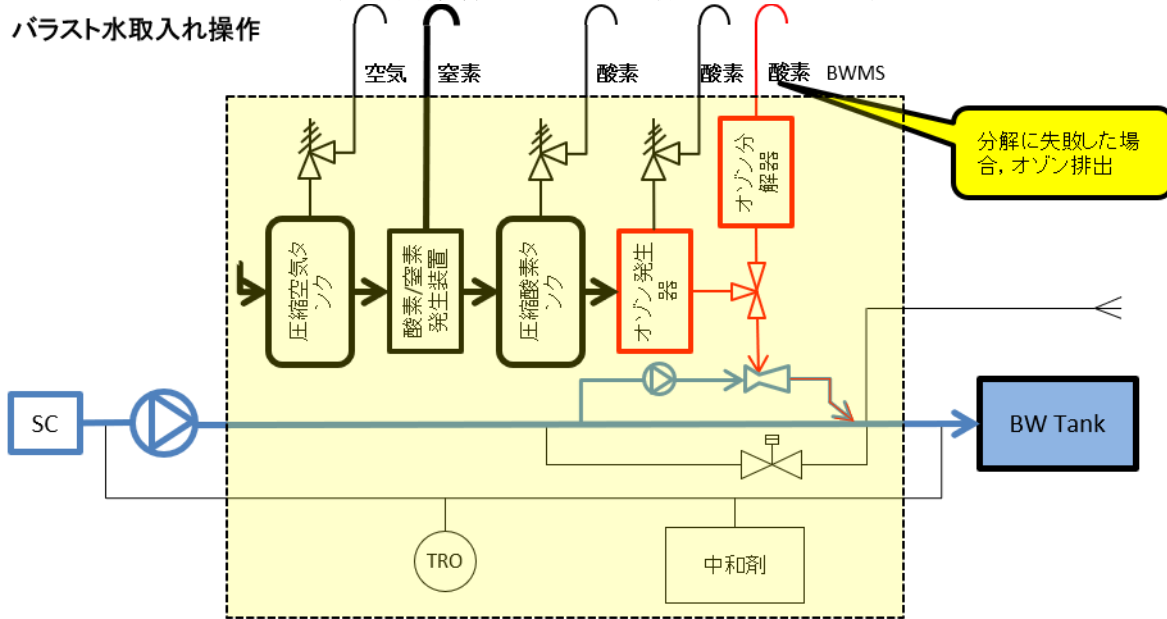 バラスト水取入れ操作
空気
窒素
酸素
酸素
酸素
BWMS
分解に失敗した場
合，オゾン排出
オゾン分
解器
圧縮空気タ
ンク
酸素/窒素
発生装置
圧縮酸素タ
ンク
オゾン発生
器
SC
BW Tank
TRO
中和剤